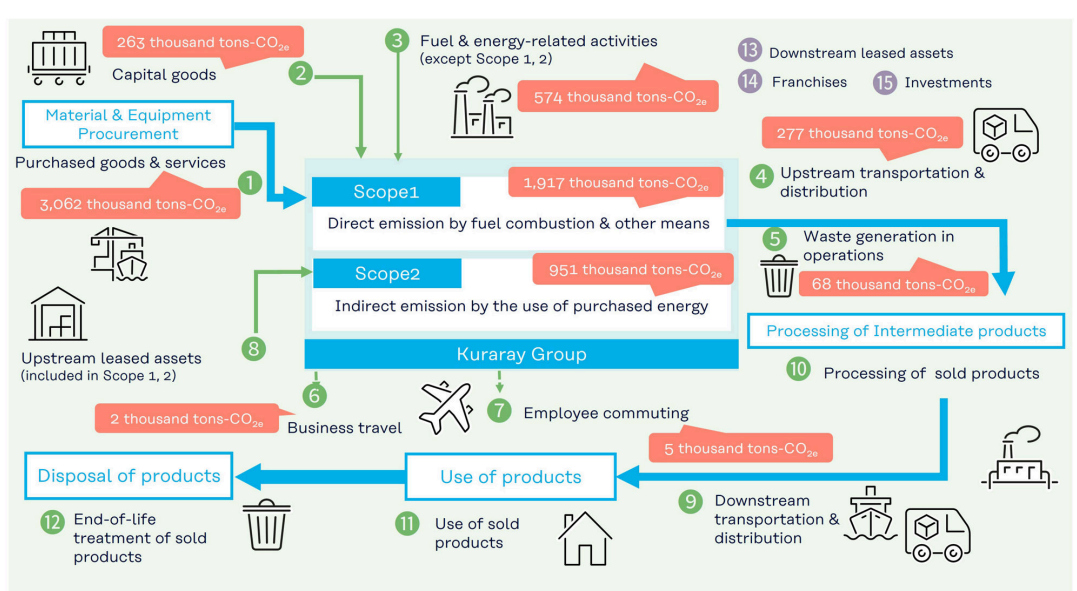 263 thousand tons-CO2e
Capital goods
2
3
Fuel & energy-related activities
(except Scope 1, 2)
574 thousand tons-CO2e
13 Downstream leased assets
14 Franchises
15 Investments
Material & Equipment
Procurement
Purchased goods & services
1
3,062 thousand tons-CO2e
277 thousand tons-CO2e
4 Upstream transportation &
distribution
Scope1
1,917 thousand tons-CO2e
Direct emission by fuel combustion & other means
Scope2
951 thousand tons-CO2e
Indirect emission by the use of purchased energy
Kuraray Group
5 Waste generation in
operations
68 thousand tons-CO2e
8
Upstream leased assets
(included in Scope 1, 2)
Processing of Intermediate products
10 Processing of sold products
6
2 thousand tons-CO2e
Business travel
7 Employee commuting
5 thousand tons-CO2e
Disposal of products
Use of products
9 Downstream
transportation &
distribution
12 End-of-life
treatment of sold
products
11 Use of sold
products